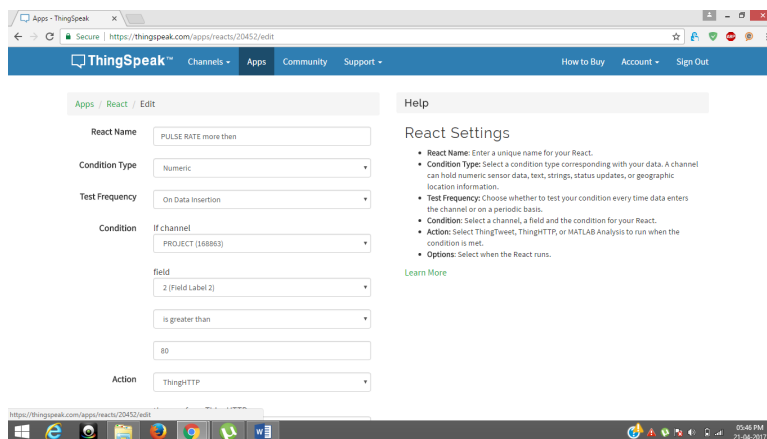 Apps - ThingSpeak
Secure https://thingspeak.com/apps/reacts/20452/edit
ThingSpeak™ Channels Apps Community Support How to Buy Account Sign Out
Apps / React / Edit
React Name PULSE RATE more then
Condition Type Numeric
Test Frequency On Data Insertion
Condition If channel
PROJECT (168863)
field
2 (Field Label 2)
is greater than
80
Action ThingHTTP
Help
React Settings
React Name: Enter a unique name for your React.
Condition Type: Select a condition type corresponding with your data. A channel
can hold numeric sensor data, text, strings, status updates, or geographic
location information.
Test Frequency: Choose whether to test your condition every time data enters
the channel or on a periodic basis.
Condition: Select a channel, a field and the condition for your React.
Action: Select ThingTweet, ThingHTTP, or MATLAB Analysis to run when the
condition is met.
Options: Select when the React runs.
Learn More
https://thingspeak.com/apps/reacts/20452/edit
05:46 PM
21-04-2017